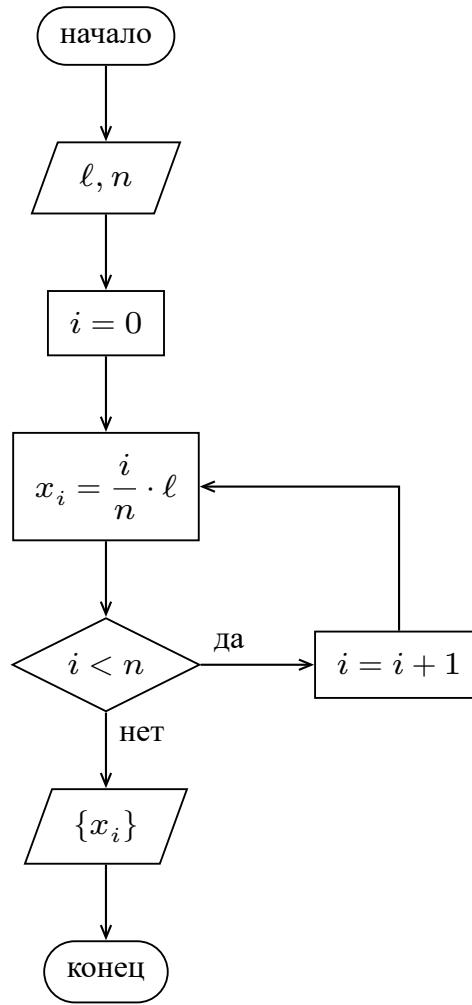 начало
ℓ, n
i = 0
x_i = i/n · ℓ
i < n
да
i = i + 1
нет
{x_i}
конец